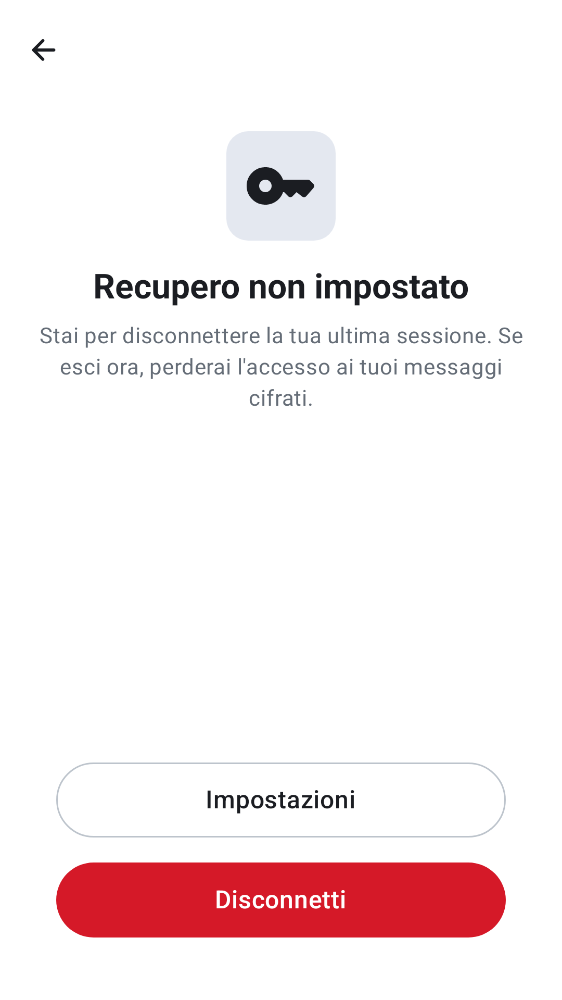 Recupero non impostato
Stai per disconnettere la tua ultima sessione. Se
esci ora, perderai l'accesso ai tuoi messaggi
cifrati.
Impostazioni
Disconnetti